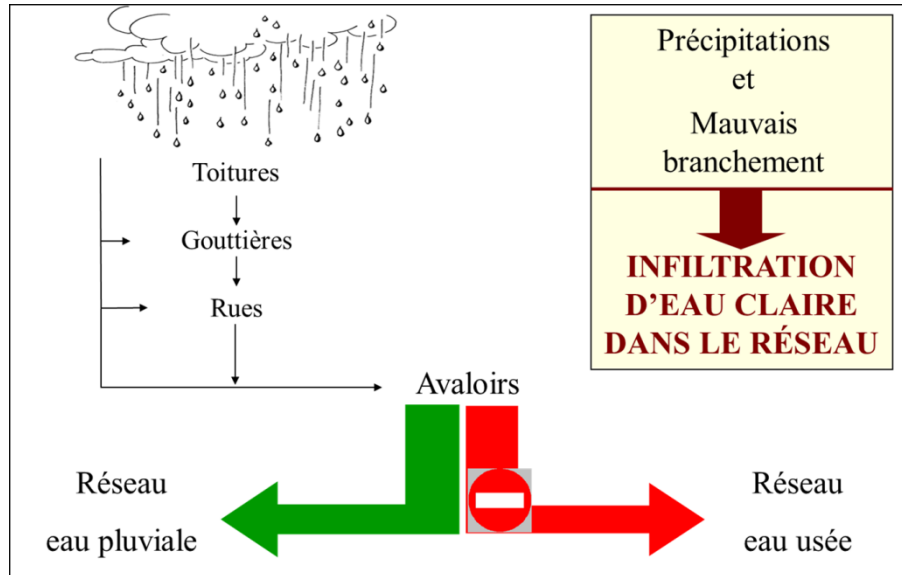 Précipitations
et
Mauvais
branchement
INFILTRATION
D'EAU CLAIRE
DANS LE RÉSEAU
Toitures
Gouttières
Rues
Avaloirs
Réseau
eau pluviale
Réseau
eau usée